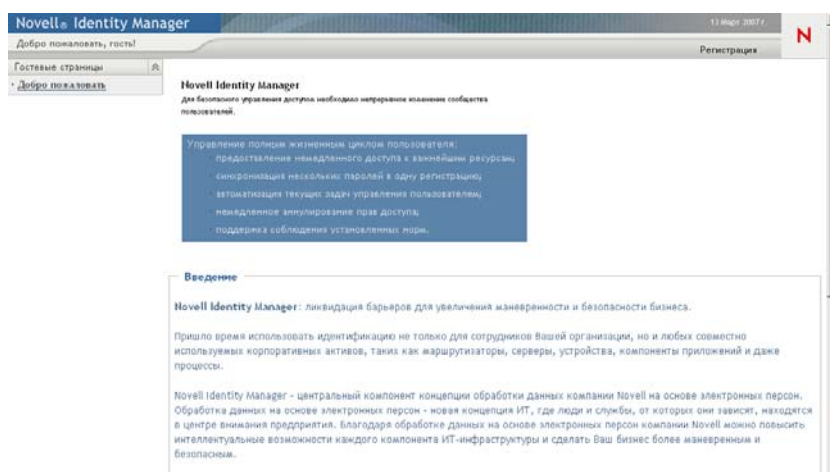 Novell® Identity Manager
13 Март 2007 г.
Добро пожаловать, гость!
N
Регистрация
Гостевые страницы
Добро пожаловать
Novell Identity Manager
Для безопасного управления доступом необходимо непрерывное изменение сообщества
пользователей.
Управление полным жизненным циклом пользователя:
предоставление немедленного доступа к важнейшим ресурсам;
синхронизация нескольких паролей в одну регистрацию;
автоматизация текущих задач управления пользователем;
немедленное аннулирование прав доступа;
поддержка соблюдения установленных норм.
Введение
Novell Identity Manager: ликвидация барьеров для увеличения маневренности и безопасности бизнеса.
Пришло время использовать идентификацию не только для сотрудников Вашей организации, но и любых совместно
используемых корпоративных активов, таких как маршрутизаторы, серверы, устройства, компоненты приложений и даже
процессы.
Novell Identity Manager - центральный компонент концепции обработки данных компании Novell на основе электронных персон.
Обработка данных на основе электронных персон - новая концепция ИТ, где люди и службы, от которых они зависят, находятся
в центре внимания предприятия. Благодаря обработке данных на основе электронных персон компании Novell можно повысить
интеллектуальные возможности каждого компонента ИТ-инфраструктуры и сделать Ваш бизнес более маневренным и
безопасным.